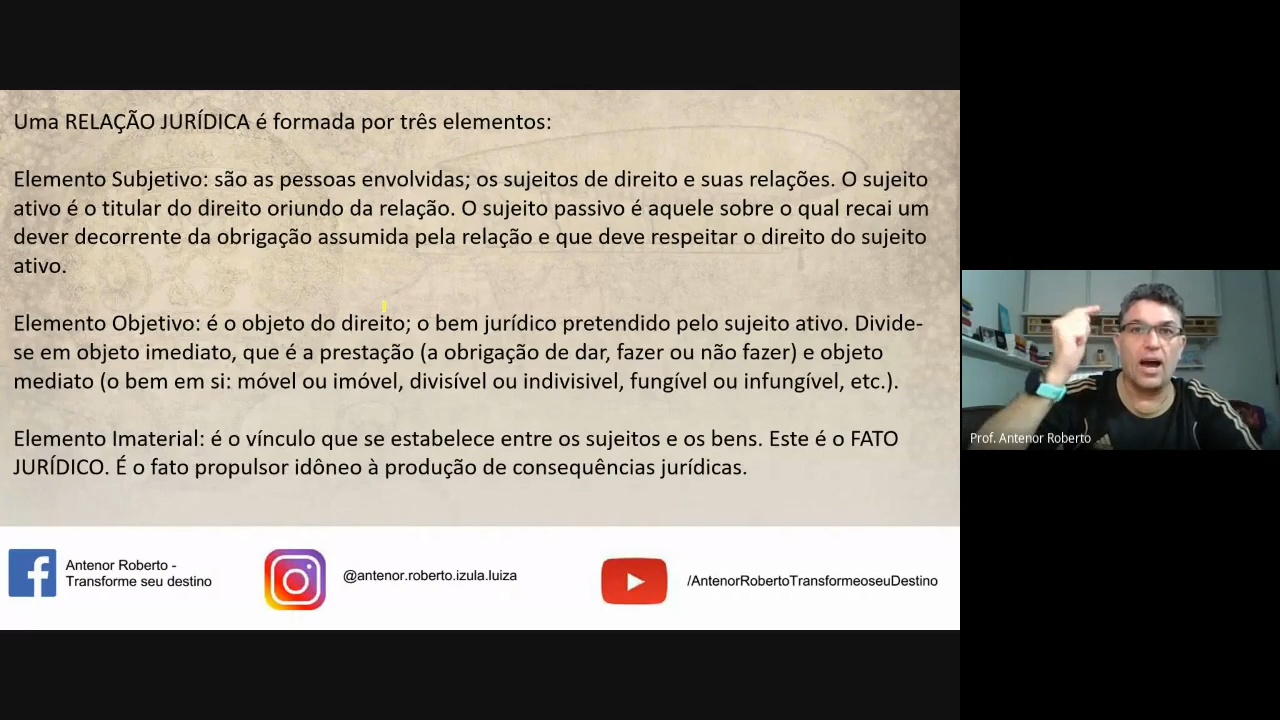 Uma RELAÇÃO JURÍDICA é formada por três elementos:
Elemento Subjetivo: são as pessoas envolvidas; os sujeitos de direito e suas relações. O sujeito
ativo é o titular do direito oriundo da relação. O sujeito passivo é aquele sobre o qual recai um
dever decorrente da obrigação assumida pela relação e que deve respeitar o direito do sujeito
ativo.
Elemento Objetivo: é o objeto do direito; o bem jurídico pretendido pelo sujeito ativo. Divide-
se em objeto imediato, que é a prestação (a obrigação de dar, fazer ou não fazer) e objeto
mediato (o bem em si: móvel ou imóvel, divisível ou indivisivel, fungível ou infungível, etc.).
Elemento Imaterial: é o vínculo que se estabelece entre os sujeitos e os bens. Este é o FATO
JURÍDICO. É o fato propulsor idôneo à produção de consequências jurídicas.
Antenor Roberto -
Transforme seu destino
@antenor.roberto.izula.luiza
/AntenorRobertoTransformeoseuDestino
Prof. Antenor Roberto